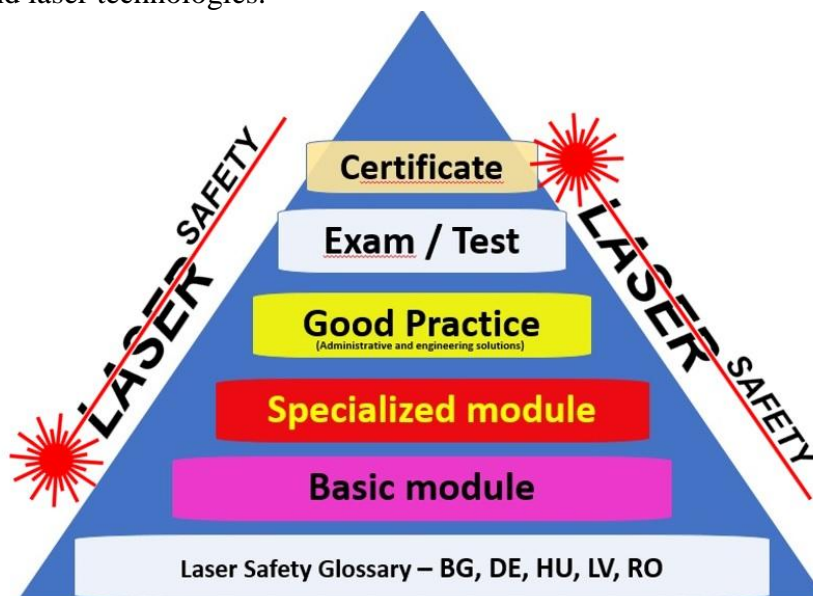 nd laser technologies.
LASER SAFETY
LASER SAFETY
Certificate
Exam / Test
Good Practice
(Administrative and engineering solutions)
Specialized module
Basic module
Laser Safety Glossary – BG, DE, HU, LV, RO